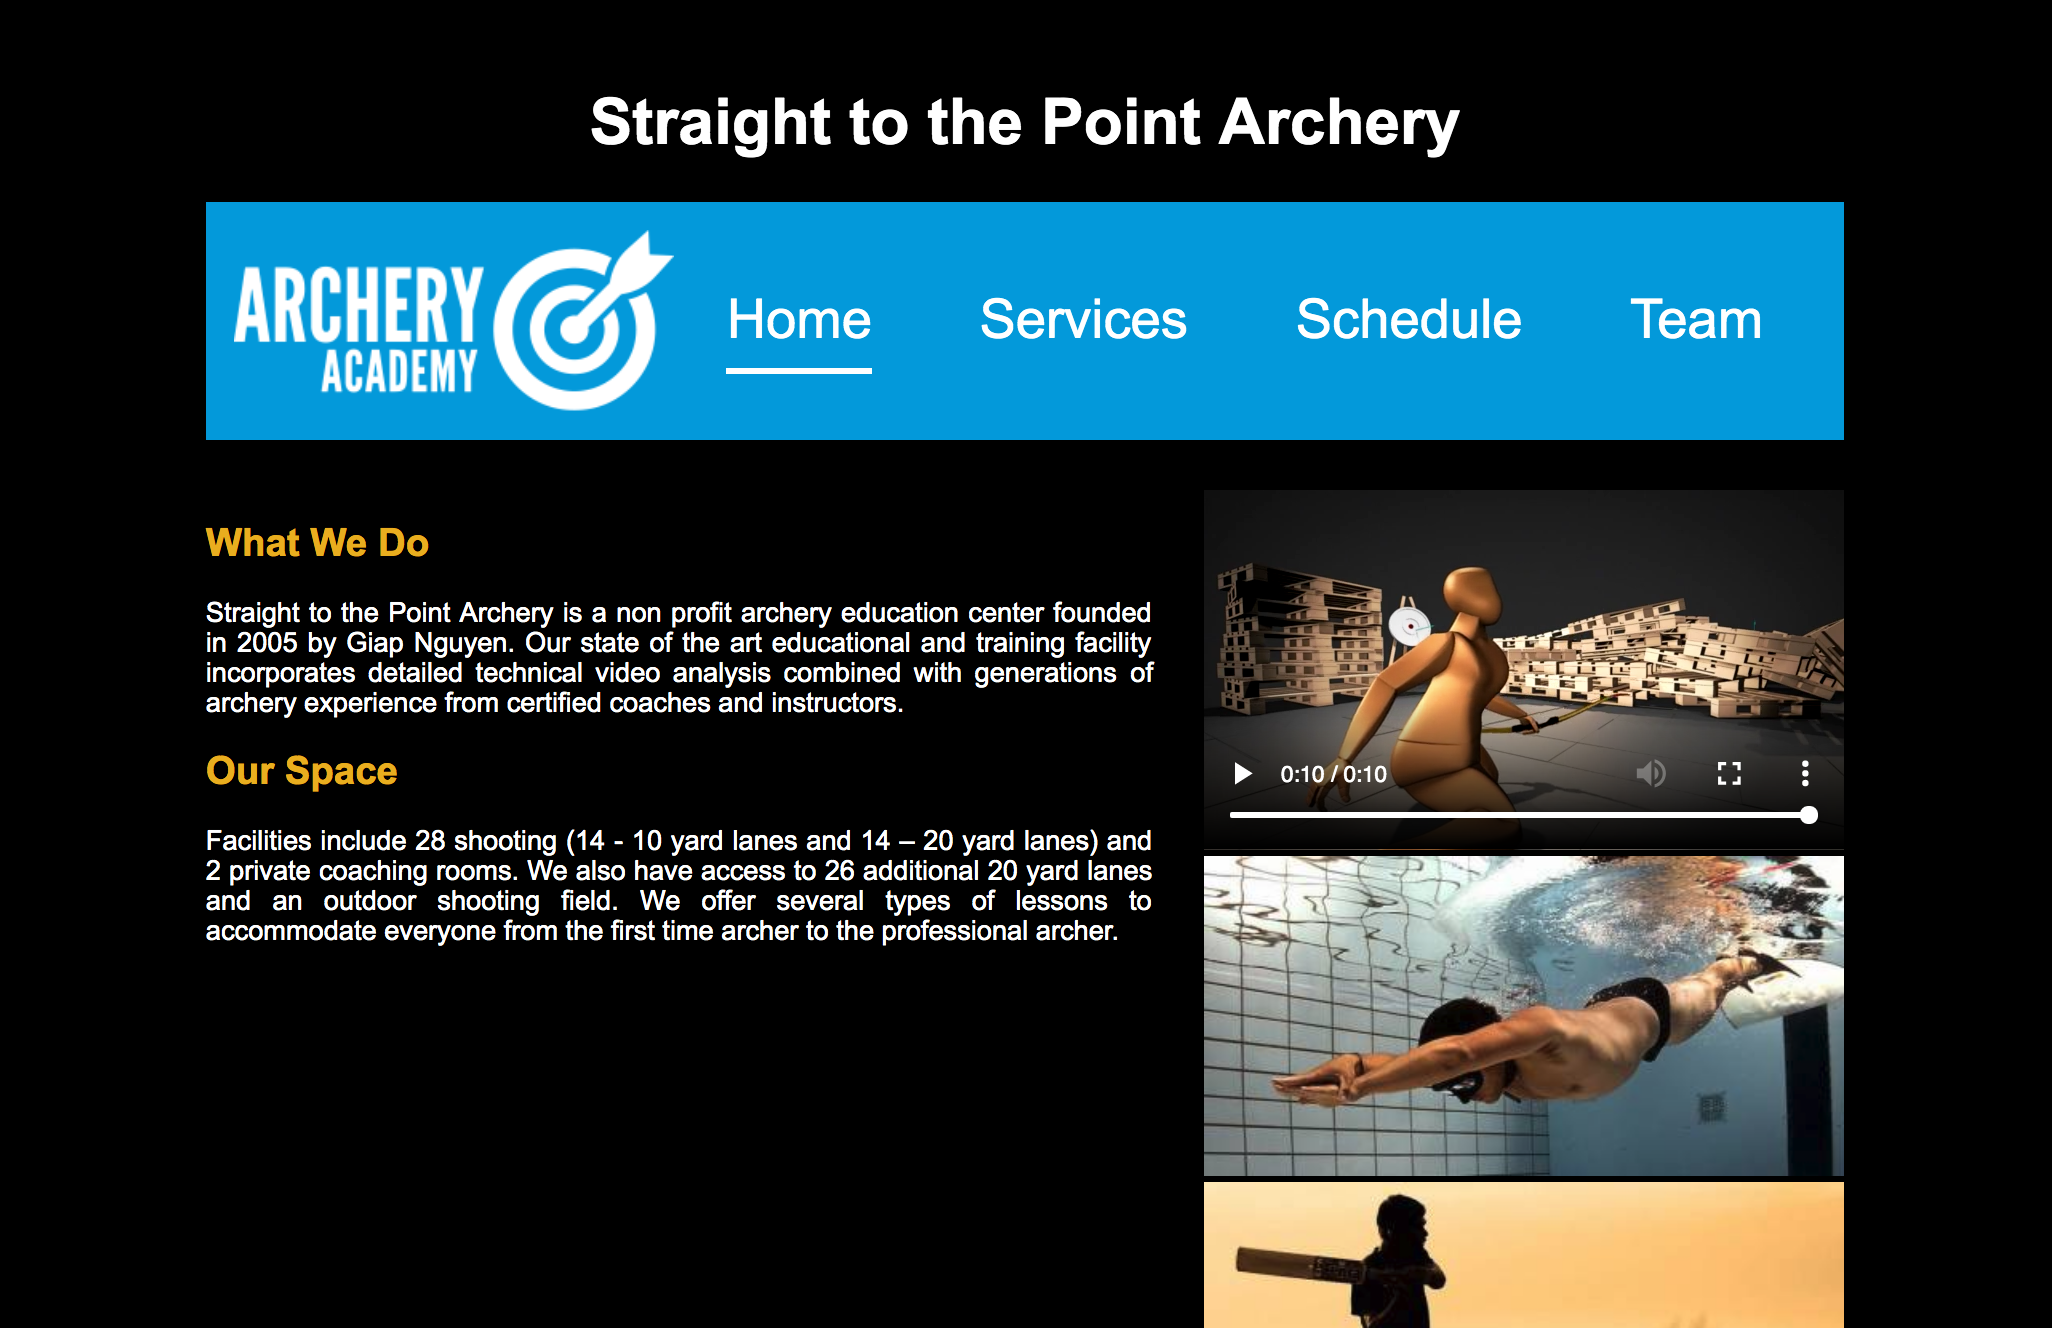 Straight to the Point Archery
ARCHERY
ACADEMY
Home
Services
Schedule
Team
What We Do
Straight to the Point Archery is a non profit archery education center founded
in 2005 by Giap Nguyen. Our state of the art educational and training facility
incorporates detailed technical video analysis combined with generations of
archery experience from certified coaches and instructors.
Our Space
Facilities include 28 shooting (14 - 10 yard lanes and 14 – 20 yard lanes) and
2 private coaching rooms. We also have access to 26 additional 20 yard lanes
and an outdoor shooting field. We offer several types of lessons to
accommodate everyone from the first time archer to the professional archer.
0:10 / 0:10